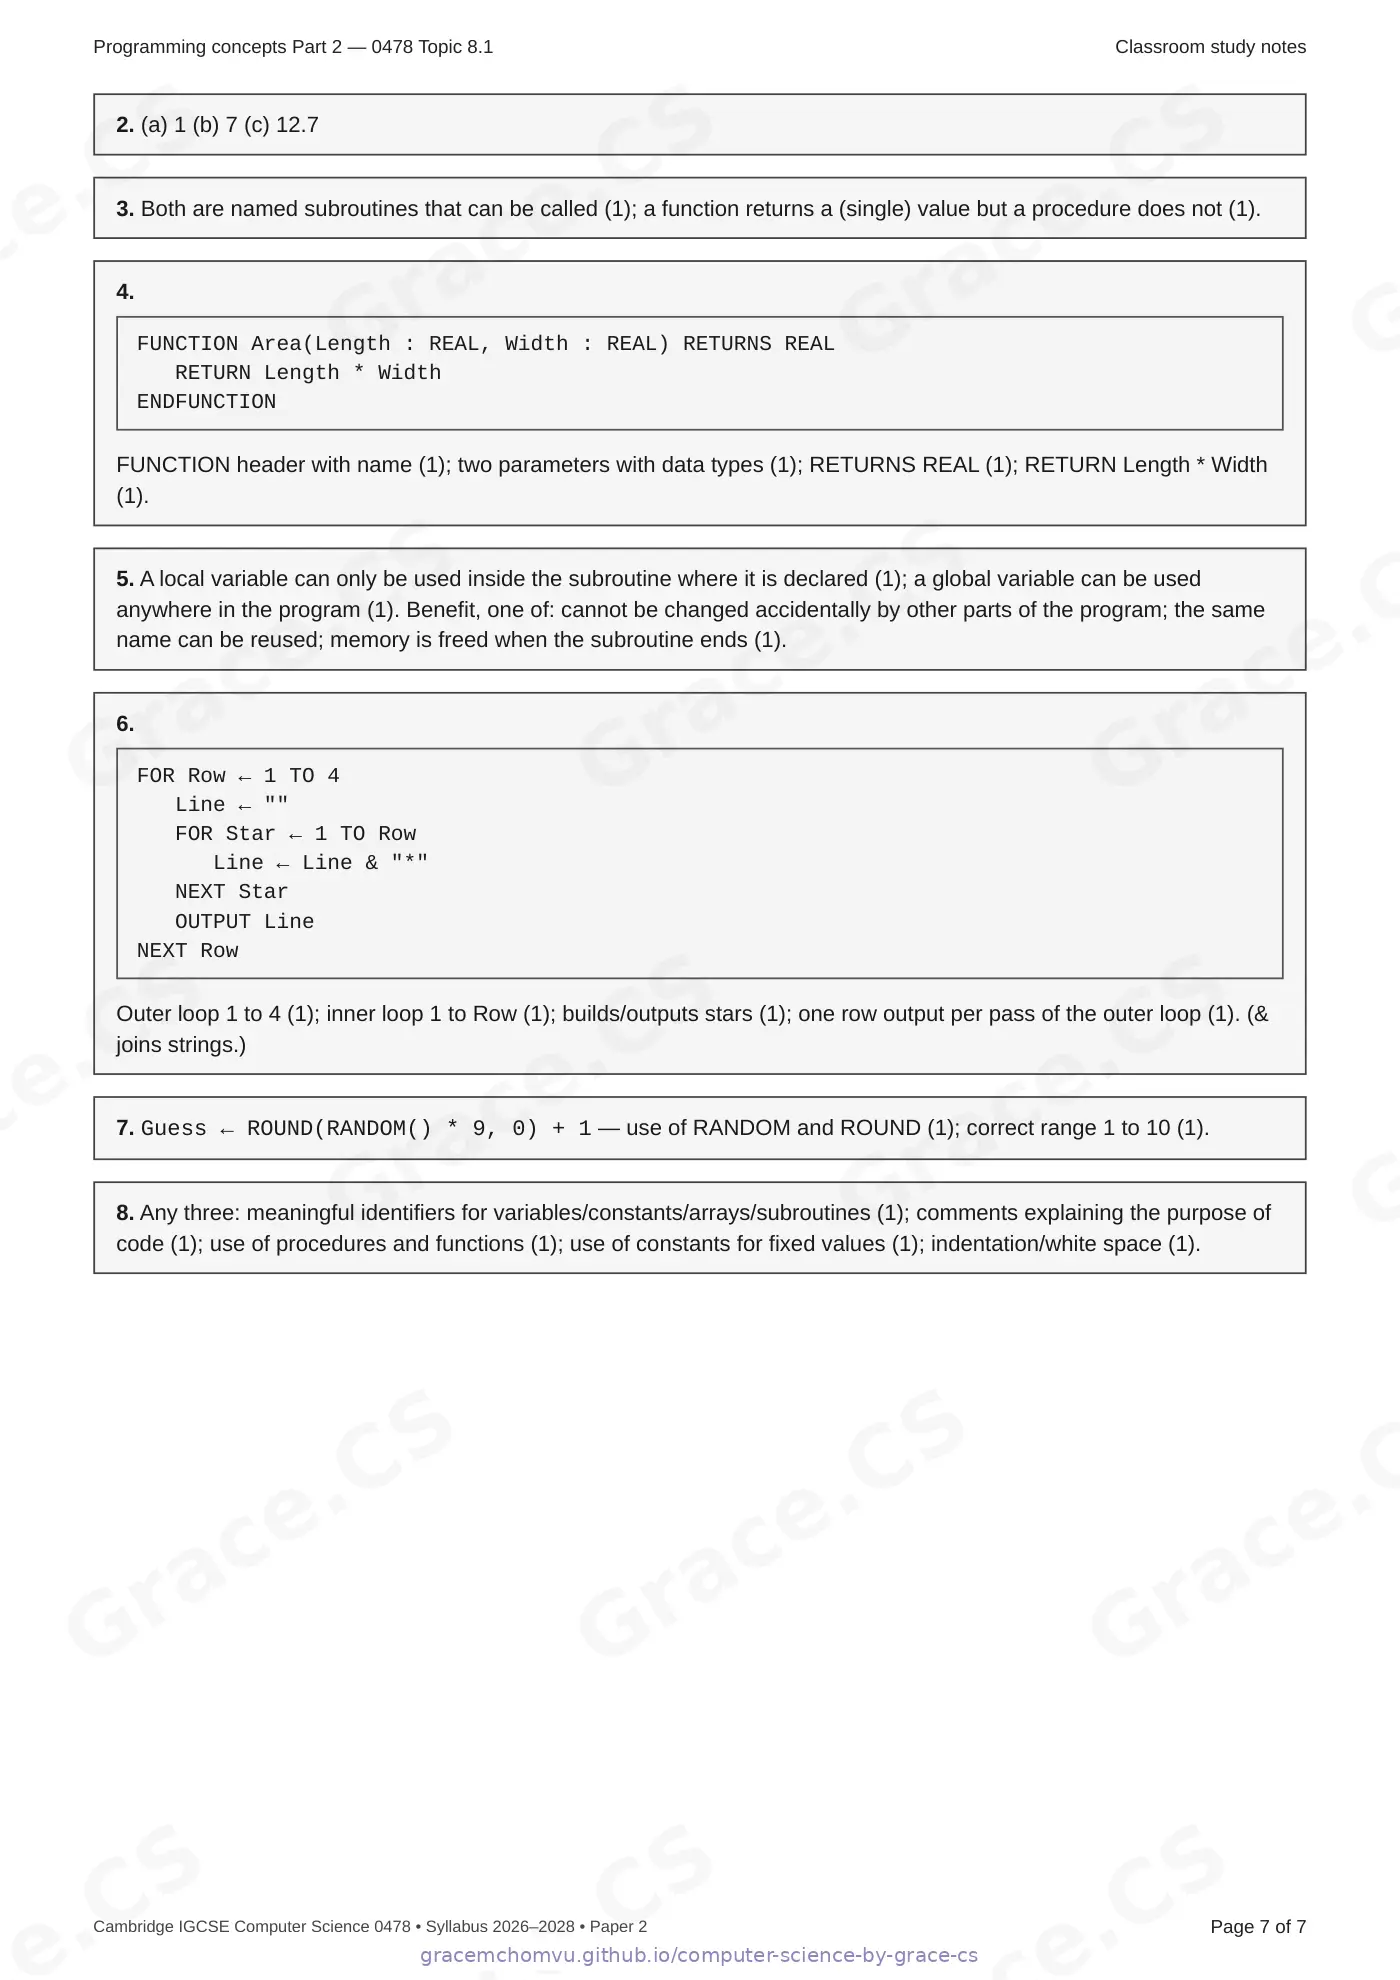 Programming concepts Part 2 — 0478 Topic 8.1
Classroom study notes
2. (a) 1 (b) 7 (c) 12.7
3. Both are named subroutines that can be called (1); a function returns a (single) value but a procedure does not (1).
4.
FUNCTION Area(Length : REAL, Width : REAL) RETURNS REAL
   RETURN Length * Width
ENDFUNCTION
FUNCTION header with name (1); two parameters with data types (1); RETURNS REAL (1); RETURN Length * Width
(1).
5. A local variable can only be used inside the subroutine where it is declared (1); a global variable can be used
anywhere in the program (1). Benefit, one of: cannot be changed accidentally by other parts of the program; the same
name can be reused; memory is freed when the subroutine ends (1).
6.
FOR Row ← 1 TO 4
   Line ← ""
   FOR Star ← 1 TO Row
      Line ← Line & "*"
   NEXT Star
   OUTPUT Line
NEXT Row
Outer loop 1 to 4 (1); inner loop 1 to Row (1); builds/outputs stars (1); one row output per pass of the outer loop (1). (&
joins strings.)
7. Guess ← ROUND(RANDOM() * 9, 0) + 1 — use of RANDOM and ROUND (1); correct range 1 to 10 (1).
8. Any three: meaningful identifiers for variables/constants/arrays/subroutines (1); comments explaining the purpose of
code (1); use of procedures and functions (1); use of constants for fixed values (1); indentation/white space (1).
Grace.CS
Cambridge IGCSE Computer Science 0478 • Syllabus 2026–2028 • Paper 2
Page 7 of 7
gracemchomvu.github.io/computer-science-by-grace-cs